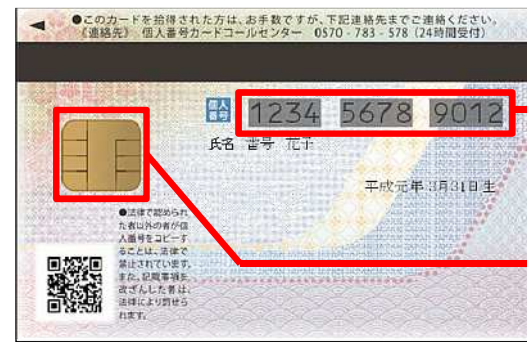 ◀ ●このカードを拾得された方は、お手数ですが、下記連絡先までご連絡ください。
《連絡先》 個人番号カードコールセンター 0570-783-578 (24時間受付)
個人番号 1234 5678 9012
氏名 番号 花子
平成元年3月31日生
●法律で認められ
た者以外の者が個
人番号をコピーす
ることは、法律で
禁止されています。
また、記載事項を
改ざんした者は、
法律により罰せら
れます。